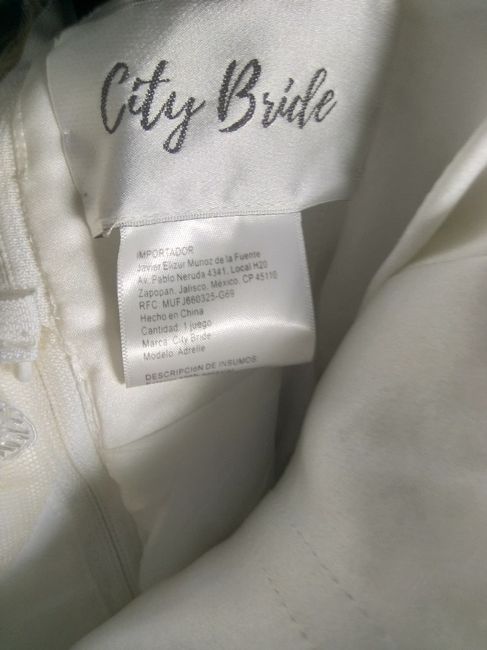 City Bride
IMPORTADOR
Javier Elizur Munoz de la Fuente
Av. Pablo Neruda 4341, Local H20
Zapopan, Jalisco, México, CP 45110
RFC: MUFJ660325-G69
Hecho en China
Cantidad: 1 juego
Marca: City Bride
Modelo: Adrelle
DESCRIPCIóN DE INSUMOS: